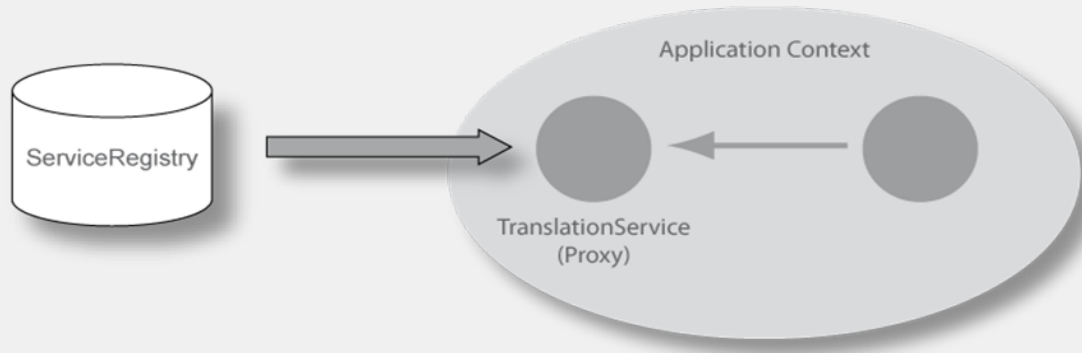 Application Context
ServiceRegistry
TranslationService
(Proxy)